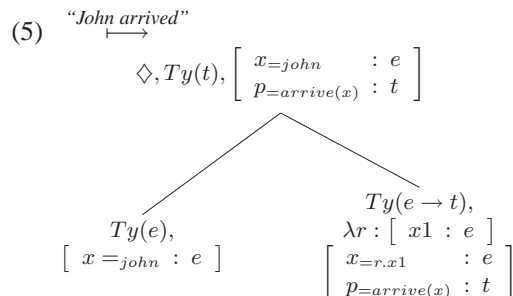 (5) "John arrived"
↦
◇, Ty(t), [ x=john : e
p=arrive(x) : t ]
Ty(e),
[ x =john : e ]
Ty(e → t),
λr : [ x1 : e ]
[ x=r.x1 : e
p=arrive(x) : t ]